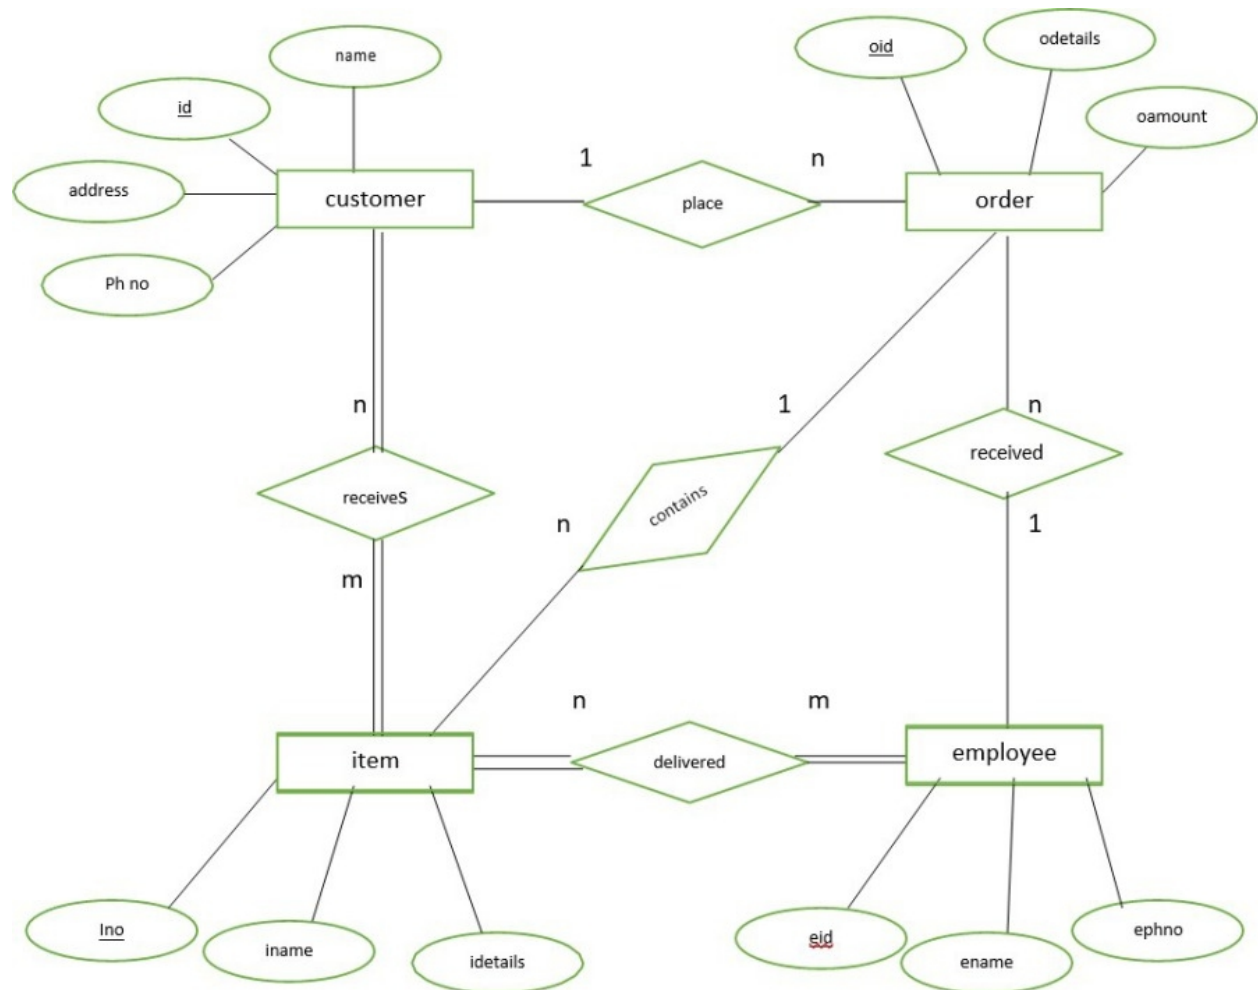 name
oid
odetails
id
oamount
1
n
address
customer
place
order
Ph no
n
1
n
receiveS
received
contains
n
1
m
n
m
item
delivered
employee
Ino
iname
idetails
eid
ename
ephno